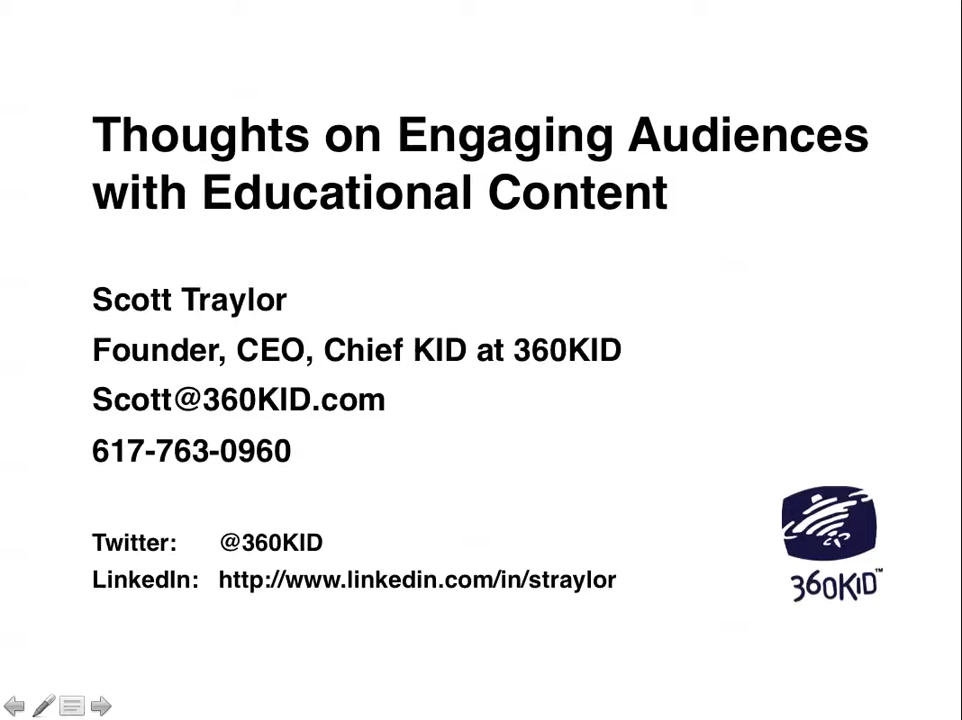 Thoughts on Engaging Audiences
with Educational Content
Scott Traylor
Founder, CEO, Chief KID at 360KID
Scott@360KID.com
617-763-0960
Twitter: @360KID
LinkedIn: http://www.linkedin.com/in/straylor
360KID™